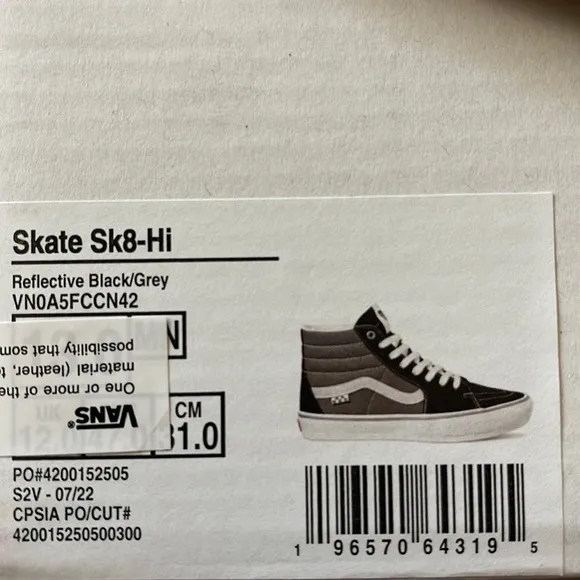 Skate Sk8-Hi
Reflective Black/Grey
VN0A5FCCN42
VANS®
One or more of the
material (leather, te
possibility that som
CM
31.0
PO#4200152505
S2V - 07/22
CPSIA PO/CUT#
420015250500300
1 96570 64319 5